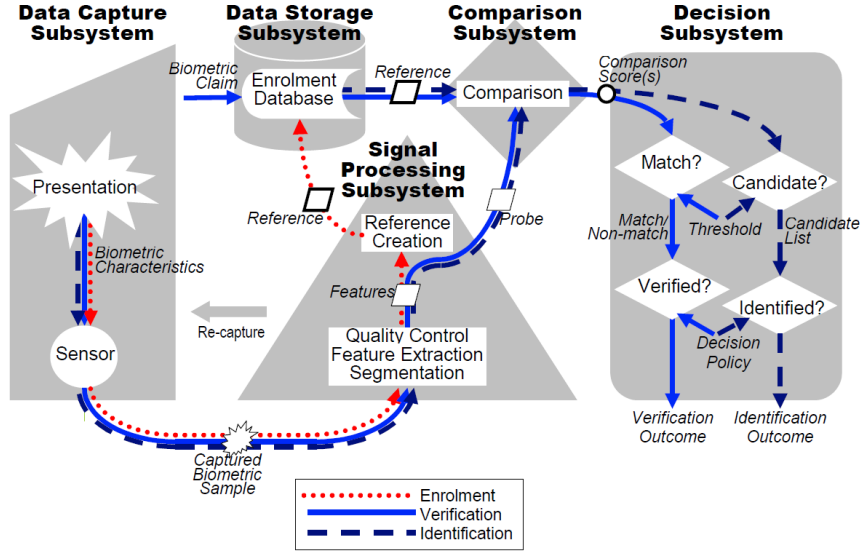 Data Capture
Subsystem
Data Storage
Subsystem
Comparison
Subsystem
Decision
Subsystem
Biometric
Claim
Enrolment
Database
Reference
Comparison
Comparison
Score(s)
Presentation
Signal
Processing
Subsystem
Match?
Candidate?
Reference
Reference
Creation
Probe
Match/
Non-match
Threshold
Candidate
List
Biometric
Characteristics
Features
Verified?
Identified?
Re-capture
Sensor
Quality Control
Feature Extraction
Segmentation
Decision
Policy
Captured
Biometric
Sample
Verification
Outcome
Identification
Outcome
Enrolment
Verification
Identification